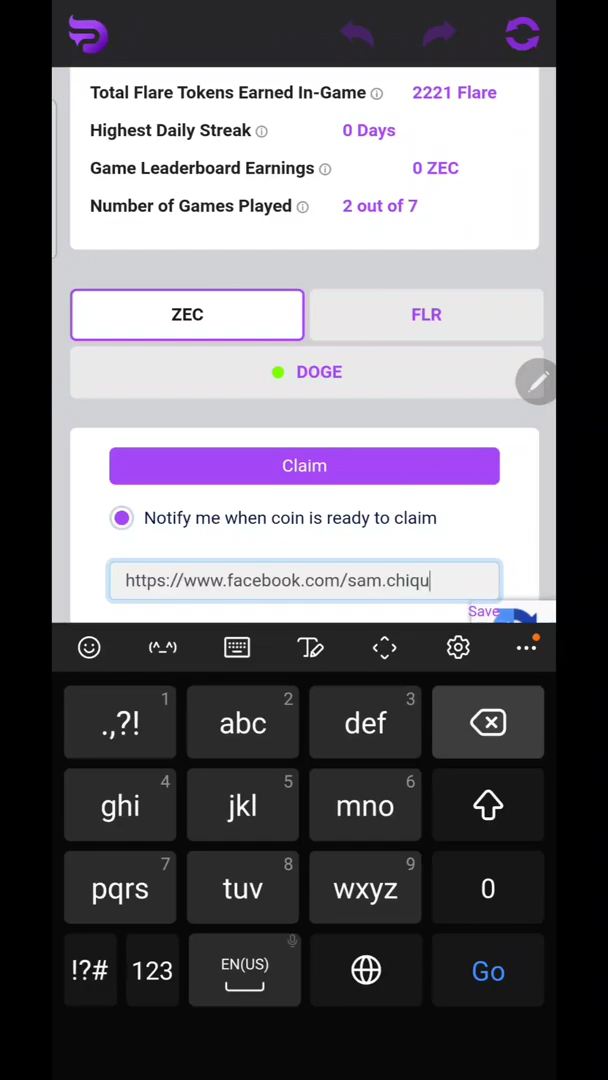 Total Flare Tokens Earned In-Game 2221 Flare
Highest Daily Streak 0 Days
Game Leaderboard Earnings 0 ZEC
Number of Games Played 2 out of 7
ZEC FLR
DOGE
Claim
Notify me when coin is ready to claim
https://www.facebook.com/sam.chiqu
Save
(^_^)
.,?! 1 abc 2 def 3
ghi 4 jkl 5 mno 6
pqrs 7 tuv 8 wxyz 9 0
!?# 123 EN(US) Go